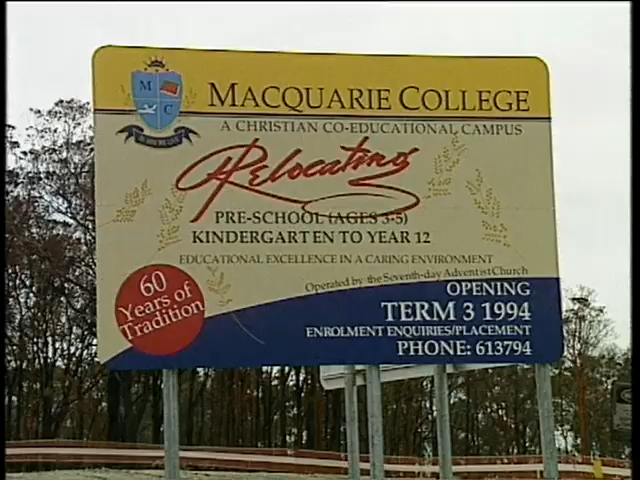 M
C
MACQUARIE COLLEGE
A CHRISTIAN CO-EDUCATIONAL CAMPUS
Relocating
PRE-SCHOOL (AGES 3-5)
KINDERGARTEN TO YEAR 12
EDUCATIONAL EXCELLENCE IN A CARING ENVIRONMENT
Operated by the Seventh-day Adventist Church
60
Years of
Tradition
OPENING
TERM 3 1994
ENROLMENT ENQUIRIES/PLACEMENT
PHONE: 613794